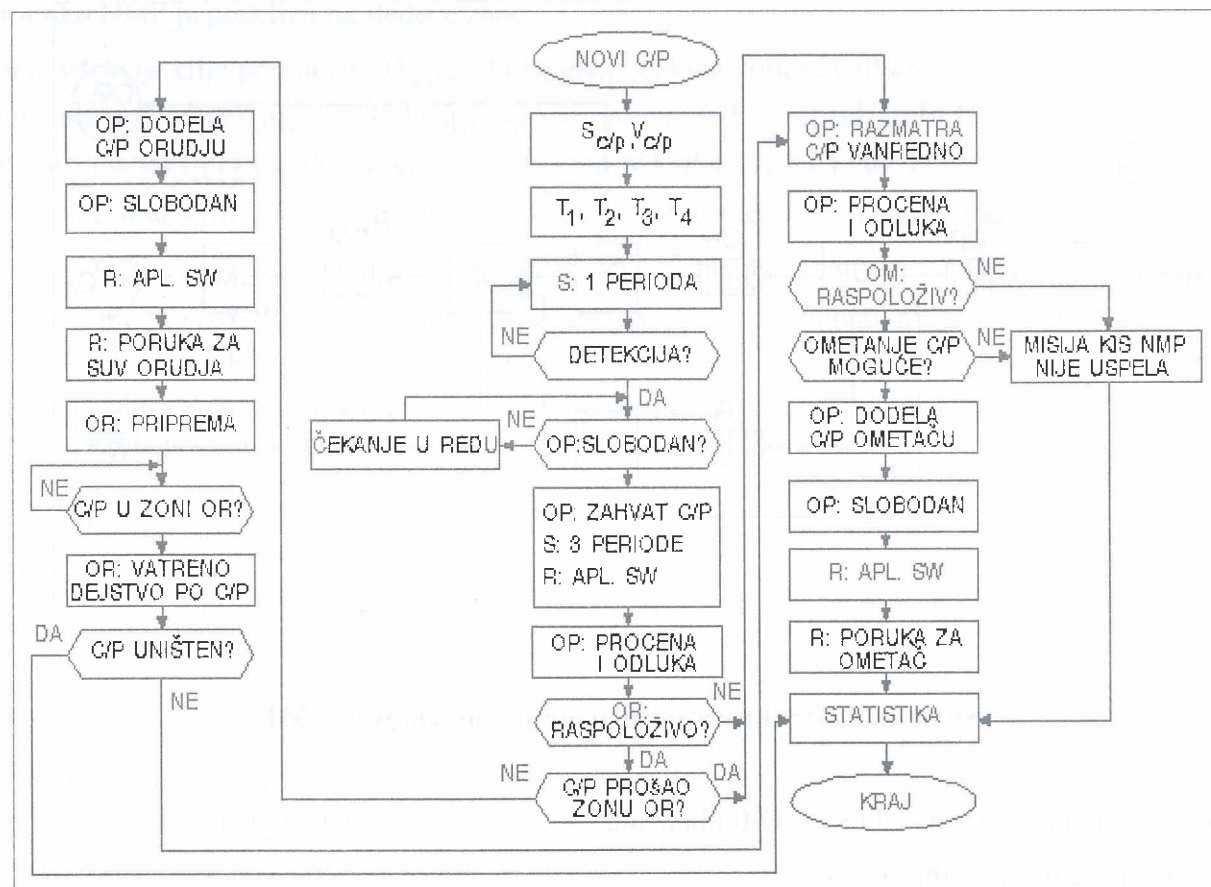 OP: DODELA
C/P ORUDJU
OP: SLOBODAN
R: APL. SW
R: PORUKA ZA
SUV ORUDJA
OR: PRIPREMA
NE
C/P U ZONI OR?
OR: VATRENO
DEJSTVO PO C/P
DA
C/P UNIŠTEN?
NE
NOVI C/P
S c/p, V c/p
T1, T2, T3, T4
S: 1 PERIODA
NE
DETEKCIJA?
DA
NE
ČEKANJE U REDU
OP:SLOBODAN?
OP: ZAHVAT C/P
S: 3 PERIODE
R: APL. SW
OP: PROCENA
I ODLUKA
NE
OR:
RASPOLOŽIVO?
DA
NE
C/P PROŠAO
ZONU OR?
DA
OP: RAZMATRA
C/P VANREDNO
OP: PROCENA
I ODLUKA
OM:
RASPOLOŽIV?
NE
OMETANJE C/P
MOGUĆE?
NE
MISIJA KIS NMP
NIJE USPELA
OP: DODELA
C/P OMETAČU
OP: SLOBODAN
R: APL. SW
R: PORUKA ZA
OMETAČ
STATISTIKA
KRAJ